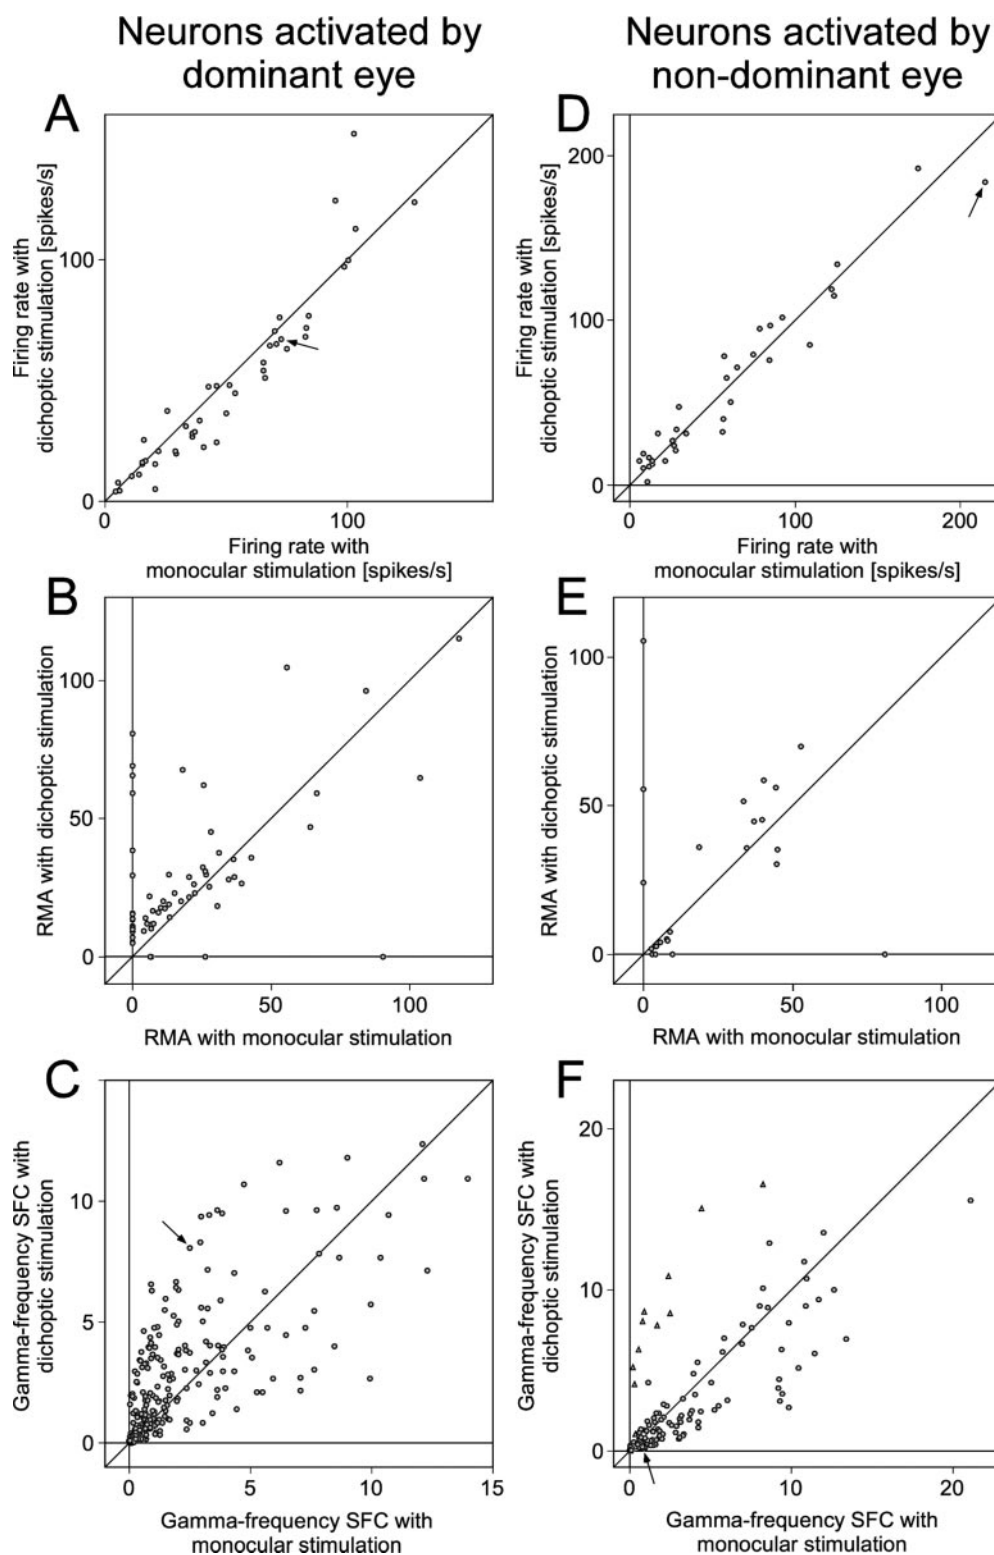 Neurons activated by
dominant eye
Neurons activated by
non-dominant eye
A
Firing rate with
dichoptic stimulation [spikes/s]
100
0
0
100
Firing rate with
monocular stimulation [spikes/s]
D
Firing rate with
dichoptic stimulation [spikes/s]
200
100
0
0
100
200
Firing rate with
monocular stimulation [spikes/s]
B
RMA with dichoptic stimulation
100
50
0
0
50
100
RMA with monocular stimulation
E
RMA with dichoptic stimulation
100
50
0
0
50
100
RMA with monocular stimulation
C
Gamma-frequency SFC with
dichoptic stimulation
10
5
0
0
5
10
15
Gamma-frequency SFC with
monocular stimulation
F
Gamma-frequency SFC with
dichoptic stimulation
20
10
0
0
10
20
Gamma-frequency SFC with
monocular stimulation